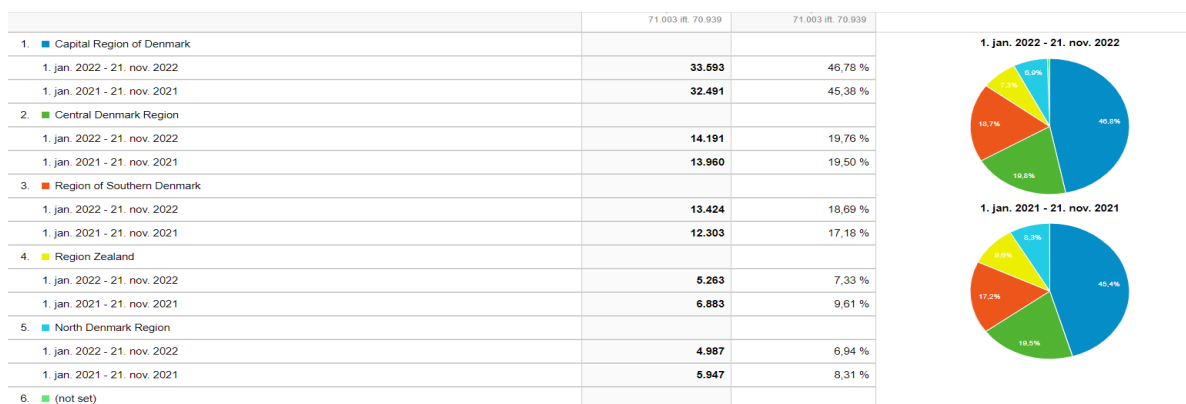 71.003 ift. 70.939 71.003 ift. 70.939
1. Capital Region of Denmark
1. jan. 2022 - 21. nov. 2022 33.593 46,78 %
1. jan. 2021 - 21. nov. 2021 32.491 45,38 %
2. Central Denmark Region
1. jan. 2022 - 21. nov. 2022 14.191 19,76 %
1. jan. 2021 - 21. nov. 2021 13.960 19,50 %
3. Region of Southern Denmark
1. jan. 2022 - 21. nov. 2022 13.424 18,69 %
1. jan. 2021 - 21. nov. 2021 12.303 17,18 %
4. Region Zealand
1. jan. 2022 - 21. nov. 2022 5.263 7,33 %
1. jan. 2021 - 21. nov. 2021 6.883 9,61 %
5. North Denmark Region
1. jan. 2022 - 21. nov. 2022 4.987 6,94 %
1. jan. 2021 - 21. nov. 2021 5.947 8,31 %
6. (not set)
1. jan. 2022 - 21. nov. 2022
6,9%
7,3%
46,8%
18,7%
19,8%
1. jan. 2021 - 21. nov. 2021
8,3%
9,6%
45,4%
17,2%
19,5%